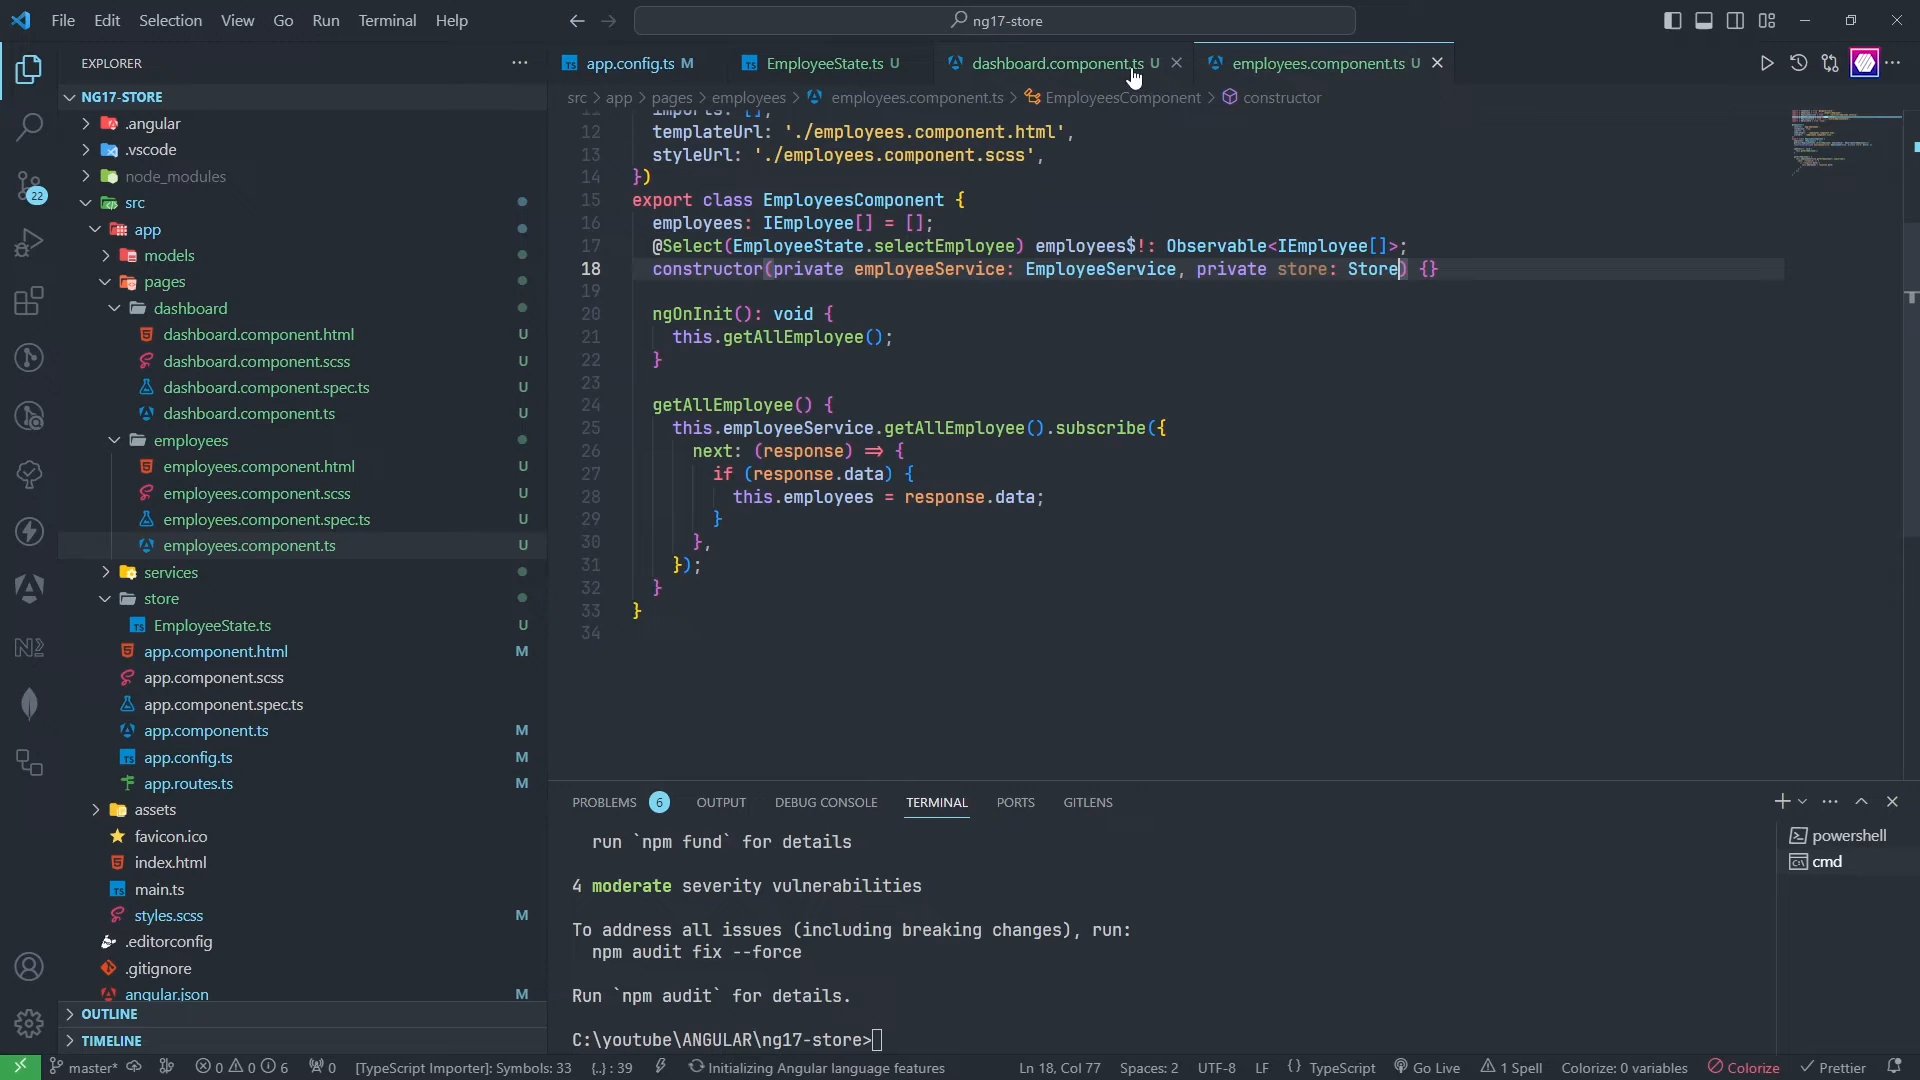 File Edit Selection View Go Run Terminal Help
ng17-store
EXPLORER
NG17-STORE
.angular
.vscode
node_modules
src
app
models
pages
dashboard
dashboard.component.html U
dashboard.component.scss U
dashboard.component.spec.ts U
dashboard.component.ts U
employees
employees.component.html U
employees.component.scss U
employees.component.spec.ts U
employees.component.ts U
services
store
EmployeeState.ts U
app.component.html M
app.component.scss
app.component.spec.ts
app.component.ts M
app.config.ts M
app.routes.ts M
assets
favicon.ico
index.html
main.ts
styles.scss M
.editorconfig
.gitignore
angular.json M
OUTLINE
TIMELINE
22
app.config.ts M
EmployeeState.ts U
dashboard.component.ts U
employees.component.ts U
src > app > pages > employees > employees.component.ts > EmployeesComponent > constructor
11 imports: [],
12 templateUrl: './employees.component.html',
13 styleUrl: './employees.component.scss',
14 })
15 export class EmployeesComponent {
16 employees: IEmployee[] = [];
17 @Select(EmployeeState.selectEmployee) employees$!: Observable<IEmployee[]>;
18 constructor(private employeeService: EmployeeService, private store: Store) {}
19
20 ngOnInit(): void {
21 this.getAllEmployee();
22 }
23
24 getAllEmployee() {
25 this.employeeService.getAllEmployee().subscribe({
26 next: (response) => {
27 if (response.data) {
28 this.employees = response.data;
29 }
30 },
31 });
32 }
33 }
34
PROBLEMS 6 OUTPUT DEBUG CONSOLE TERMINAL PORTS GITLENS
run `npm fund` for details
4 moderate severity vulnerabilities
To address all issues (including breaking changes), run:
npm audit fix --force
Run `npm audit` for details.
C:\youtube\ANGULAR\ng17-store>
powershell
cmd
master* 0 0 6 0 [TypeScript Importer]: Symbols: 33 {..} : 39 Initializing Angular language features Ln 18, Col 77 Spaces: 2 UTF-8 LF {} TypeScript Go Live 1 Spell Colorize: 0 variables Colorize Prettier